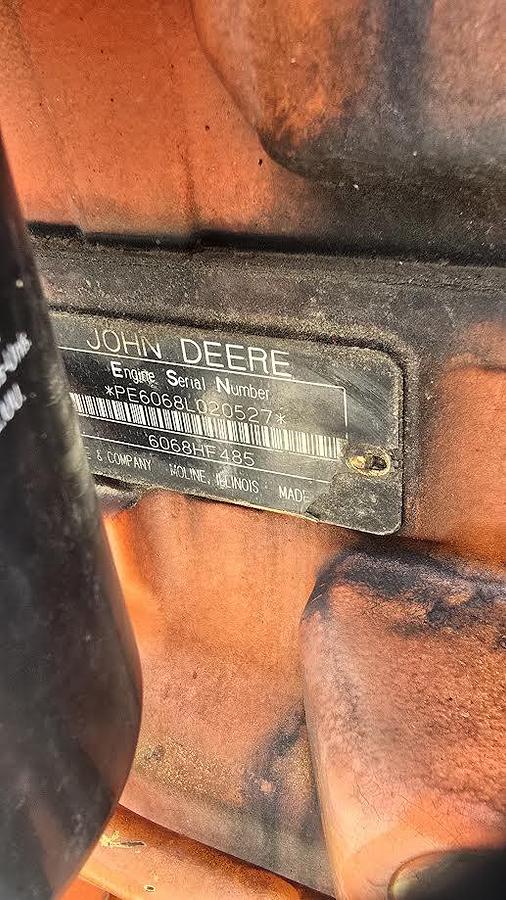 JOHN DEERE
Engine Serial Number
*PE6068L020527*
6068HF485
& COMPANY MOLINE, ILLINOIS MADE